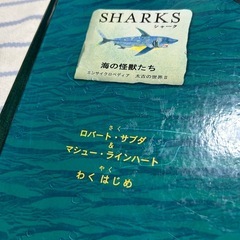 SHARKS
シャーク
海の怪獣たち
エンサイクロペディア 太古の世界 II
さく
ロバート・サブダ
&
マシュー・ラインハート
やく
わくはじめ